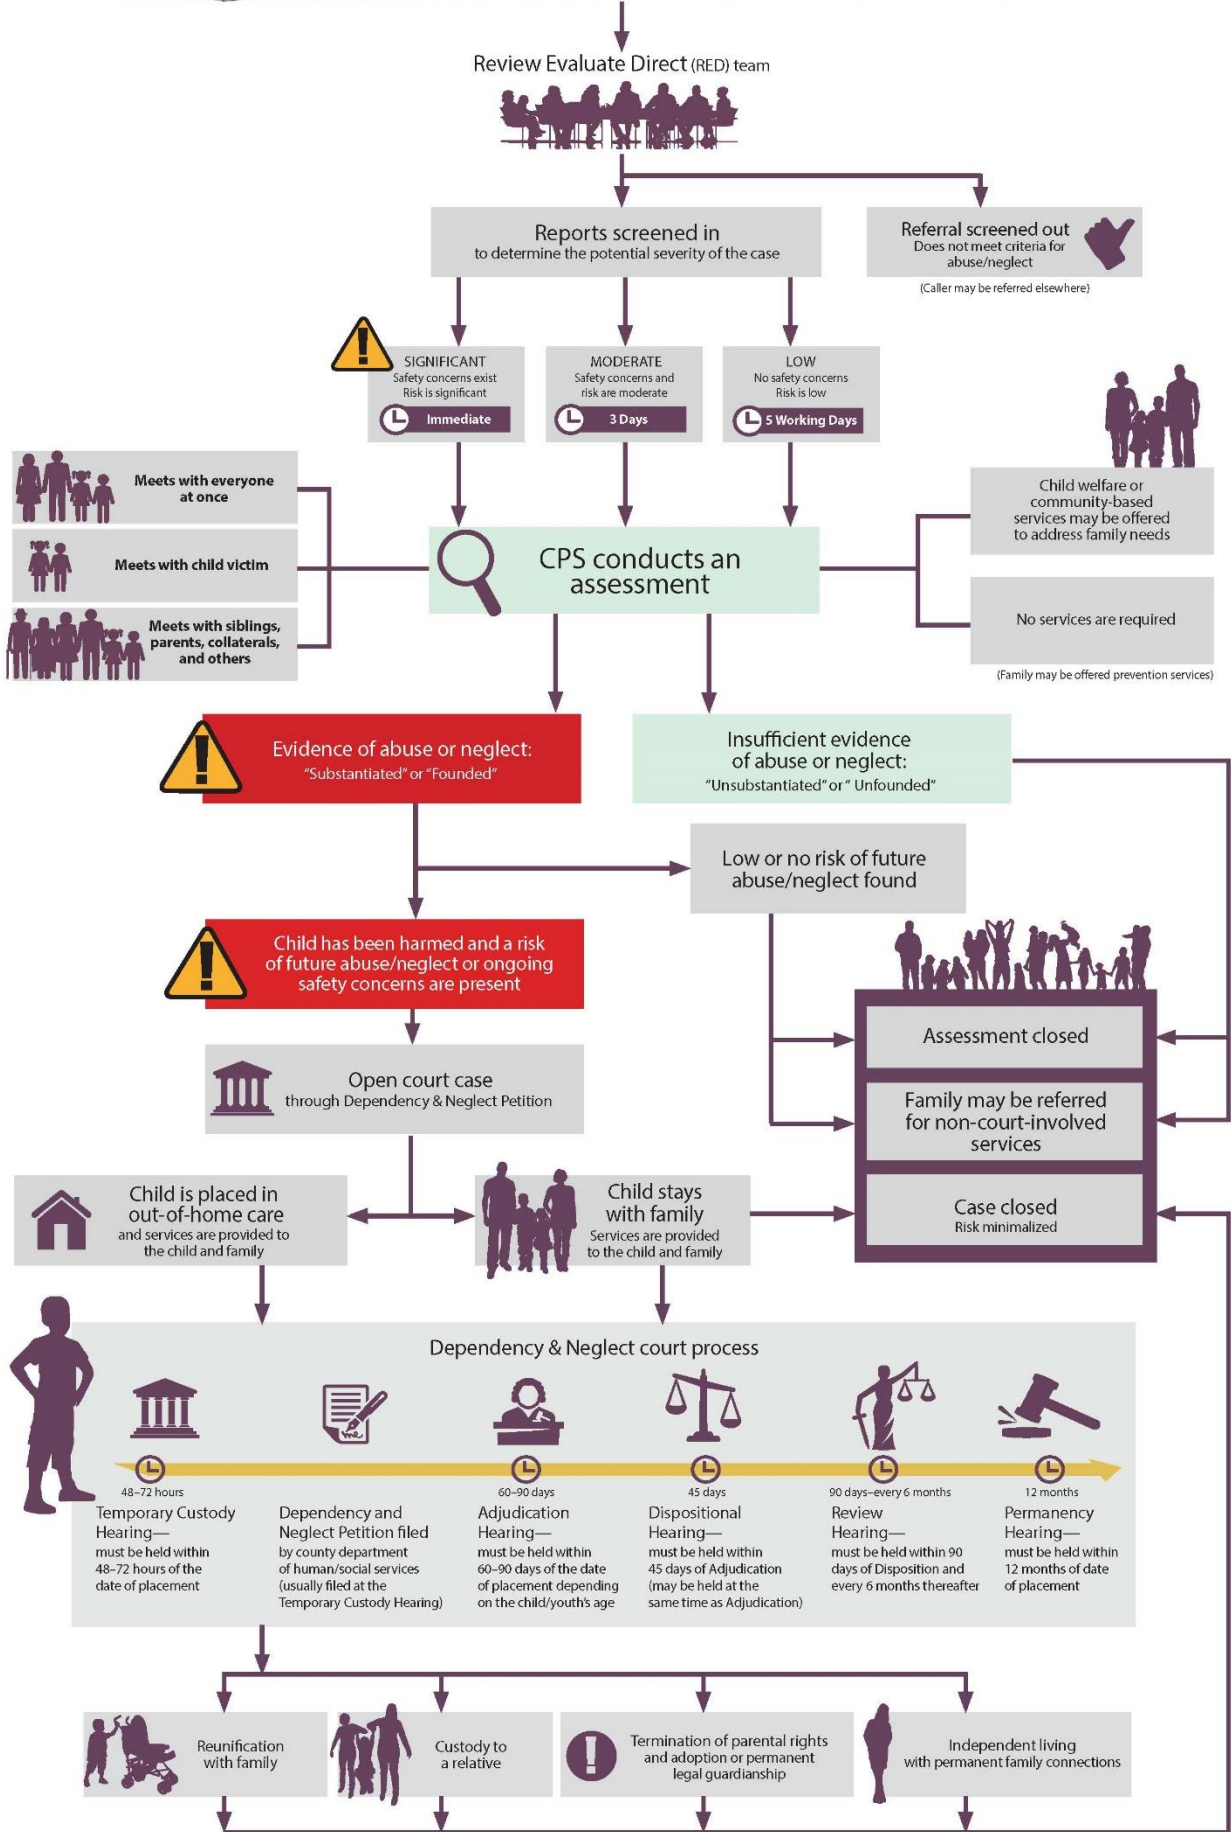 Review Evaluate Direct (RED) team
Reports screened in
to determine the potential severity of the case
Referral screened out
Does not meet criteria for
abuse/neglect
(Caller may be referred elsewhere)
SIGNIFICANT
Safety concerns exist
Risk is significant
Immediate
MODERATE
Safety concerns and
risk are moderate
3 Days
LOW
No safety concerns
Risk is low
5 Working Days
Meets with everyone
at once
Meets with child victim
Meets with siblings,
parents, collaterals,
and others
CPS conducts an
assessment
Child welfare or
community-based
services may be offered
to address family needs
No services are required
(Family may be offered prevention services)
Evidence of abuse or neglect:
"Substantiated" or "Founded"
Insufficient evidence
of abuse or neglect:
"Unsubstantiated" or " Unfounded"
Low or no risk of future
abuse/neglect found
Child has been harmed and a risk
of future abuse/neglect or ongoing
safety concerns are present
Assessment closed
Family may be referred
for non-court-involved
services
Case closed
Risk minimalized
Open court case
through Dependency & Neglect Petition
Child is placed in
out-of-home care
and services are provided to
the child and family
Child stays
with family
Services are provided
to the child and family
Dependency & Neglect court process
48–72 hours
Temporary Custody
Hearing—
must be held within
48–72 hours of the
date of placement
Dependency and
Neglect Petition filed
by county department
of human/social services
(usually filed at the
Temporary Custody Hearing)
60–90 days
Adjudication
Hearing—
must be held within
60–90 days of the date
of placement depending
on the child/youth's age
45 days
Dispositional
Hearing—
must be held within
45 days of Adjudication
(may be held at the
same time as Adjudication)
90 days–every 6 months
Review
Hearing—
must be held within 90
days of Disposition and
every 6 months thereafter
12 months
Permanency
Hearing—
must be held within
12 months of date
of placement
Reunification
with family
Custody to
a relative
Termination of parental rights
and adoption or permanent
legal guardianship
Independent living
with permanent family connections